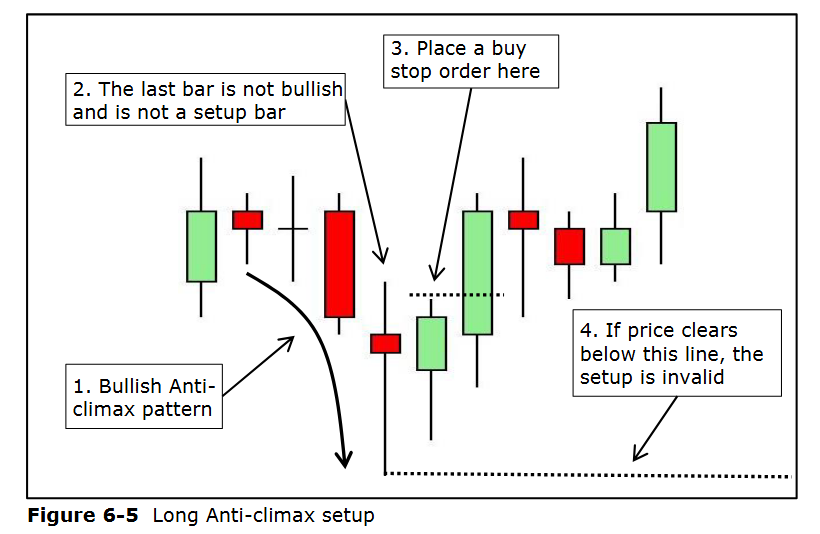 3. Place a buy
stop order here
2. The last bar is not bullish
and is not a setup bar
4. If price clears
below this line, the
setup is invalid
1. Bullish Anti-
climax pattern
Figure 6-5 Long Anti-climax setup